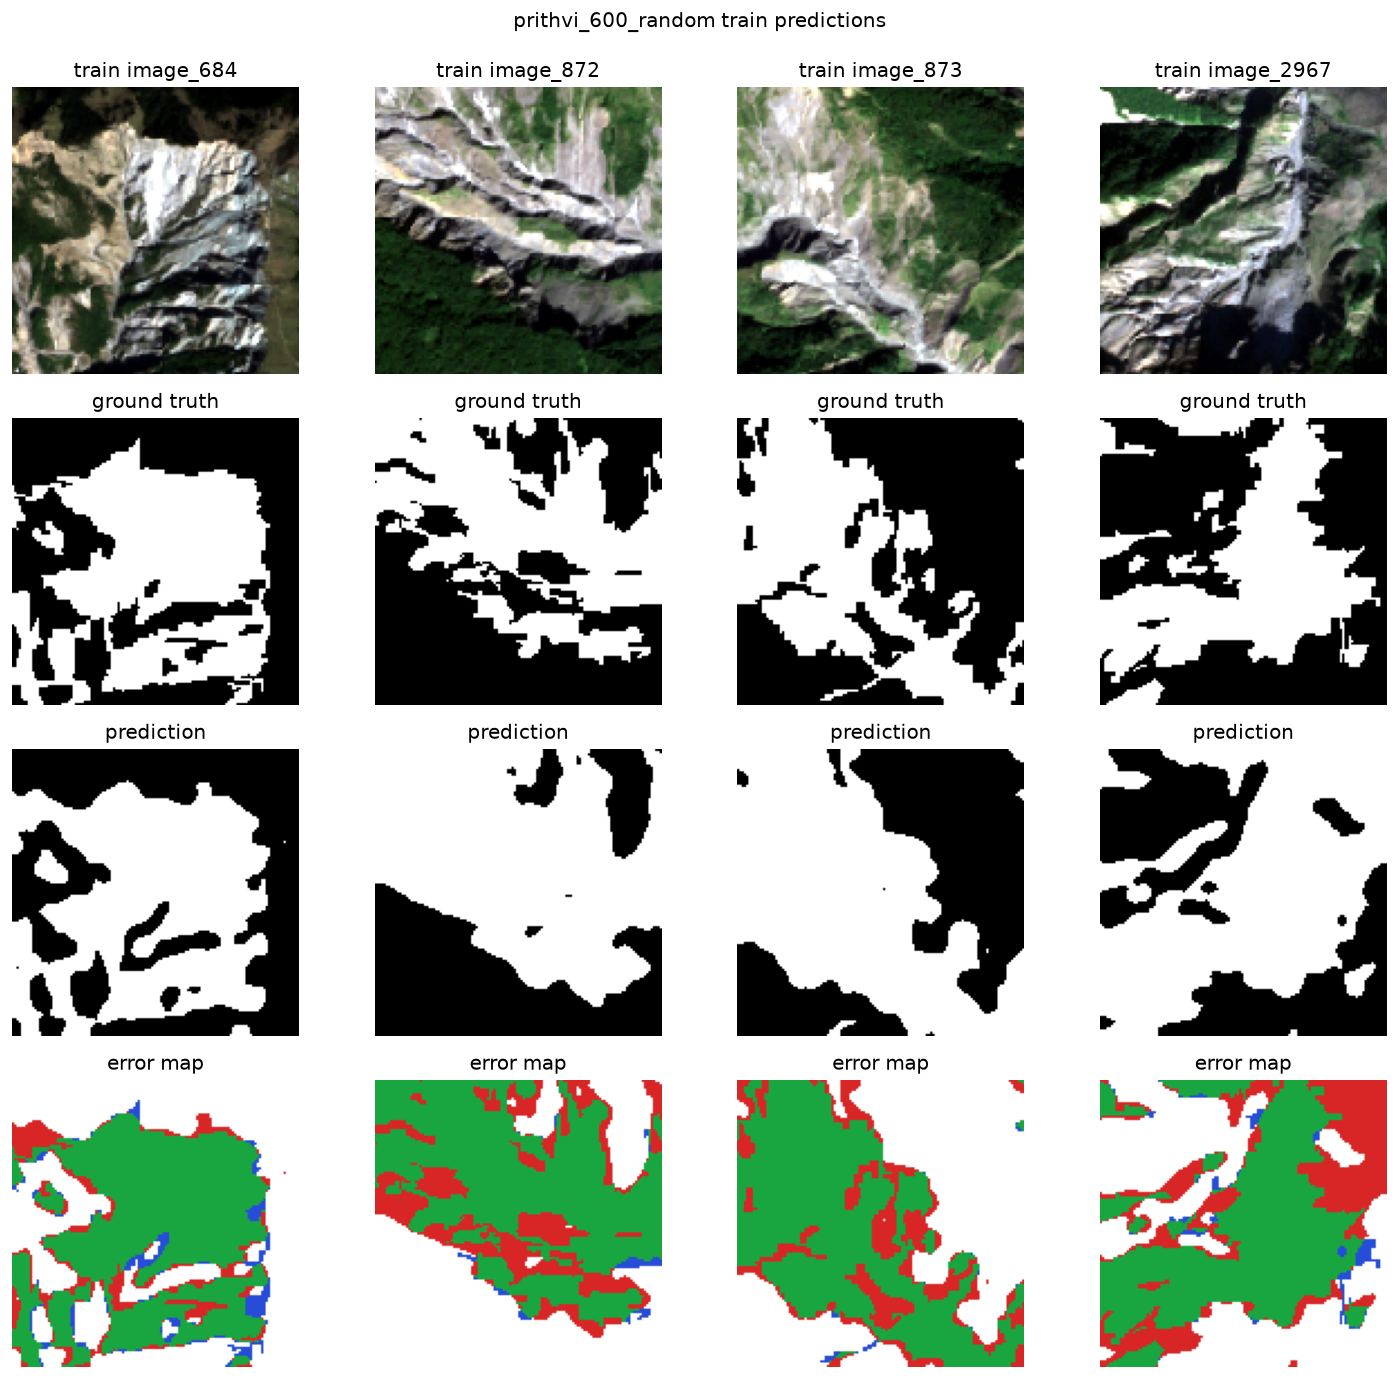 prithvi_600_random train predictions
train image_684
train image_872
train image_873
train image_2967
ground truth
ground truth
ground truth
ground truth
prediction
prediction
prediction
prediction
error map
error map
error map
error map